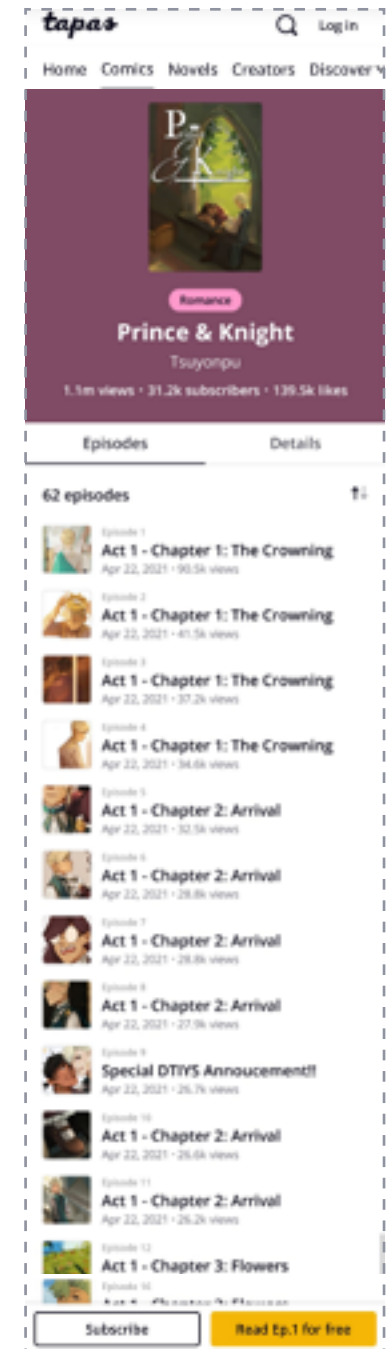 tapas
Log in
Home Comics Novels Creators Discover
P
& Knight
Romance
Prince & Knight
Tsuyonpu
1.1m views • 31.2k subscribers • 139.5k likes
Episodes Details
62 episodes
Episode 1
Act 1 - Chapter 1: The Crowning
Apr 22, 2021 • 90.5k views
Episode 2
Act 1 - Chapter 1: The Crowning
Apr 22, 2021 • 41.5k views
Episode 3
Act 1 - Chapter 1: The Crowning
Apr 22, 2021 • 37.2k views
Episode 4
Act 1 - Chapter 1: The Crowning
Apr 22, 2021 • 34.6k views
Episode 5
Act 1 - Chapter 2: Arrival
Apr 22, 2021 • 32.5k views
Episode 6
Act 1 - Chapter 2: Arrival
Apr 22, 2021 • 28.8k views
Episode 7
Act 1 - Chapter 2: Arrival
Apr 22, 2021 • 28.8k views
Episode 8
Act 1 - Chapter 2: Arrival
Apr 22, 2021 • 27.9k views
Episode 9
Special DTIYS Annoucement!!
Apr 22, 2021 • 26.7k views
Episode 10
Act 1 - Chapter 2: Arrival
Apr 22, 2021 • 26.6k views
Episode 11
Act 1 - Chapter 2: Arrival
Apr 22, 2021 • 26.2k views
Episode 12
Act 1 - Chapter 3: Flowers
Episode 16
Subscribe Read Ep.1 for free